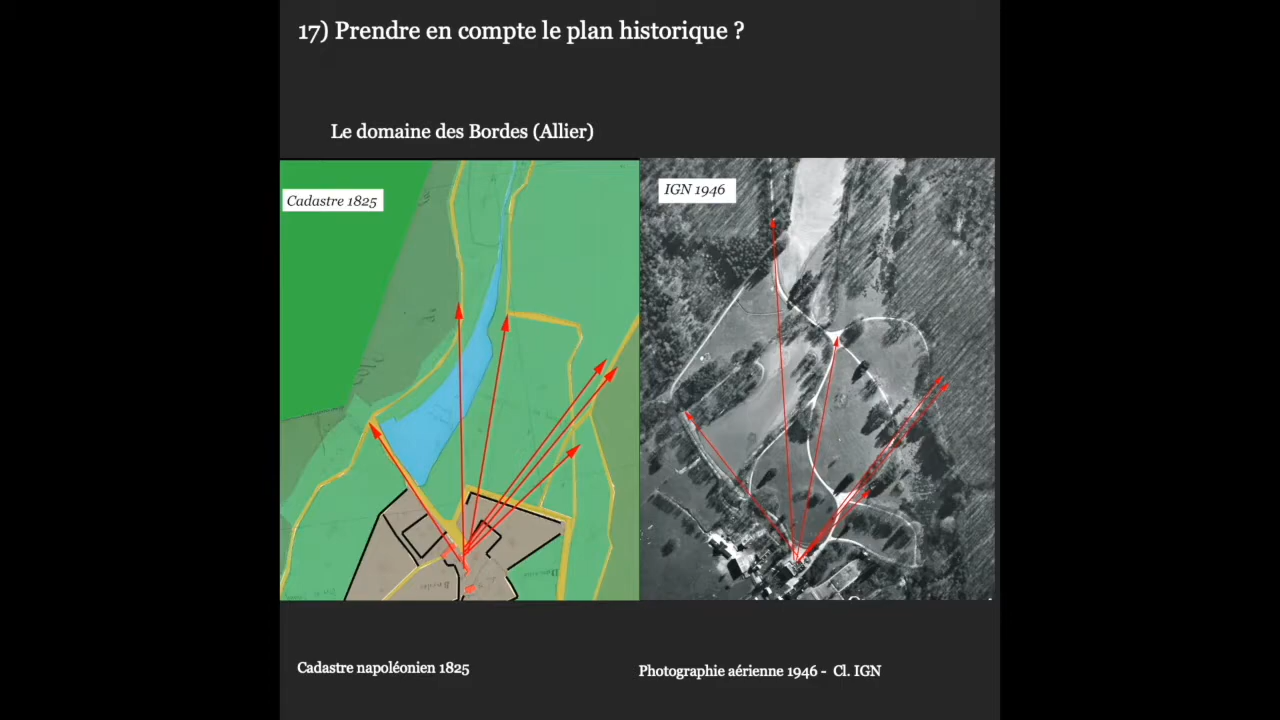 17) Prendre en compte le plan historique ?
Le domaine des Bordes (Allier)
Cadastre 1825
IGN 1946
Cadastre napoléonien 1825
Photographie aérienne 1946 - Cl. IGN